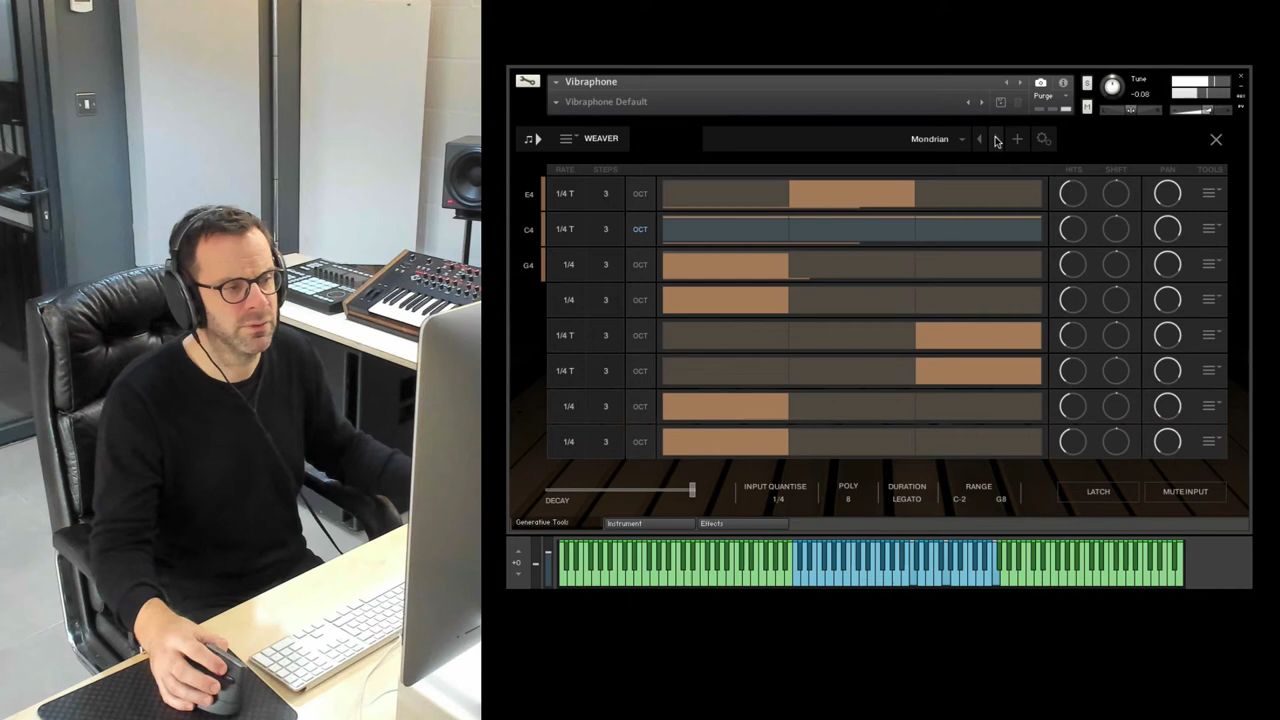 Vibraphone
Vibraphone Default
Purge
S
M
Tune
-0.08
WEAVER
Mondrian
RATE STEPS HITS SHIFT PAN TOOLS
E4 1/4 T 3 OCT
C4 1/4 T 3 OCT
G4 1/4 3 OCT
1/4 3 OCT
1/4 T 3 OCT
1/4 T 3 OCT
1/4 3 OCT
1/4 3 OCT
DECAY
INPUT QUANTISE POLY DURATION RANGE
1/4 8 LEGATO C-2 G8
LATCH MUTE INPUT
Generative Tools Instrument Effects
+0